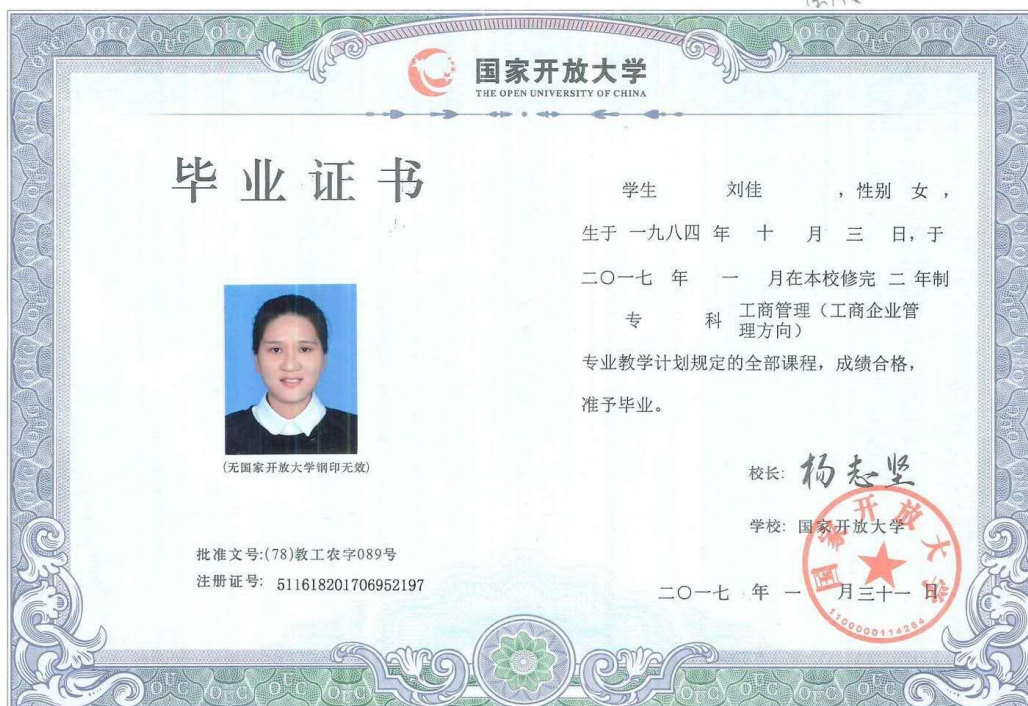 国家开放大学
THE OPEN UNIVERSITY OF CHINA
毕业证书
(无国家开放大学钢印无效)
批准文号:(78)教工农字089号
注册证号: 511618201706952197
学生 刘佳 ，性别 女 ，
生于 一九八四 年 十 月 三 日，于
二〇一七 年 一 月在本校修完 二 年制
专 科 工商管理（工商企业管
理方向）
专业教学计划规定的全部课程，成绩合格，
准予毕业。
校长: 杨志坚
学校: 国家开放大学
二〇一七 年 一 月三十一 日
国家开放大学
1100000114284